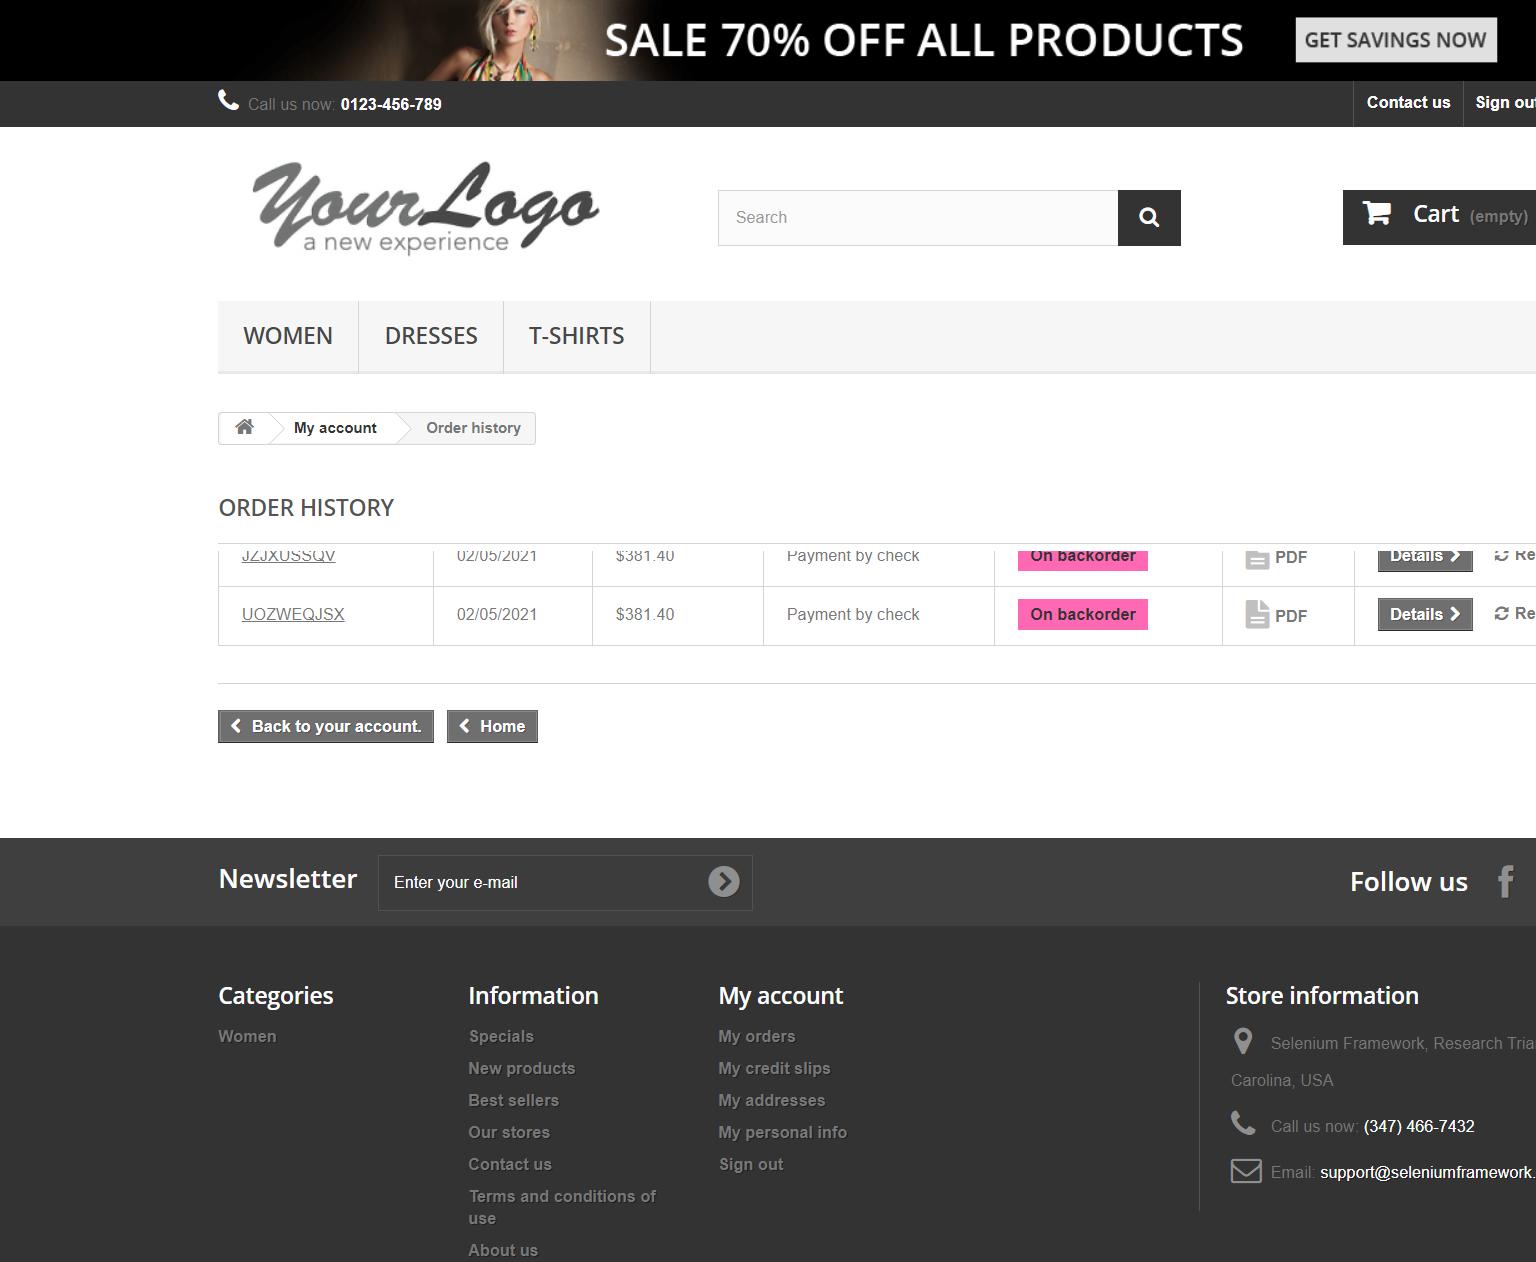 SALE 70% OFF ALL PRODUCTS GET SAVINGS NOW
Call us now: 0123-456-789 Contact us Sign out
YourLogo
a new experience
Search
Cart (empty)
WOMEN DRESSES T-SHIRTS
My account Order history
ORDER HISTORY
JZJXUSSQV 02/05/2021 $381.40 Payment by check On backorder PDF Details Re
UOZWEQJSX 02/05/2021 $381.40 Payment by check On backorder PDF Details Re
Back to your account. Home
Newsletter Enter your e-mail Follow us
Categories
Women
Information
Specials
New products
Best sellers
Our stores
Contact us
Terms and conditions of
use
About us
My account
My orders
My credit slips
My addresses
My personal info
Sign out
Store information
Selenium Framework, Research Tria
Carolina, USA
Call us now: (347) 466-7432
Email: support@seleniumframework.